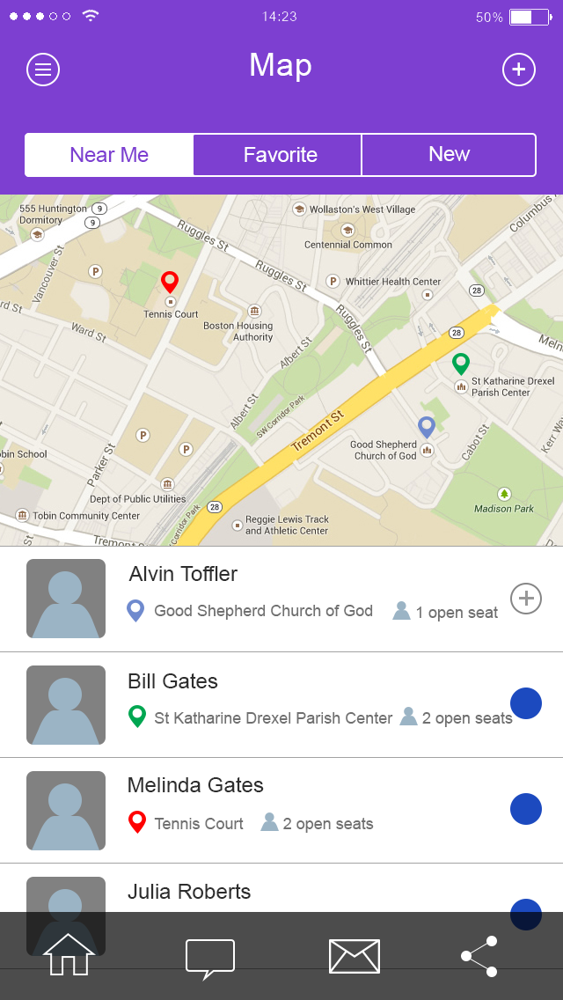 14:23
50%
Map
Near Me
Favorite
New
555 Huntington
Dormitory
9
9
Vancouver St
Ruggles St
Wollaston's West Village
Columbus
Centennial Common
P
Ruggles St
P
Whittier Health Center
28
Tennis Court
rd St
Ward St
Boston Housing
Authority
Ruggles St
28
Albert St
Meln
St Katharine Drexel
Parish Center
Albert St
SW Corridor Park
Tremont St
Kerr Way
P
P
Good Shepherd
Church of God
Cabot St
obin School
Parker St
Dept of Public Utilities
28
Madison Park
Tobin Community Center
Corridor Park
Reggie Lewis Track
and Athletic Center
St
Tremont
D
Alvin Toffler
Good Shepherd Church of God
1 open seat
Bill Gates
St Katharine Drexel Parish Center
2 open seats
Melinda Gates
Tennis Court
2 open seats
Julia Roberts